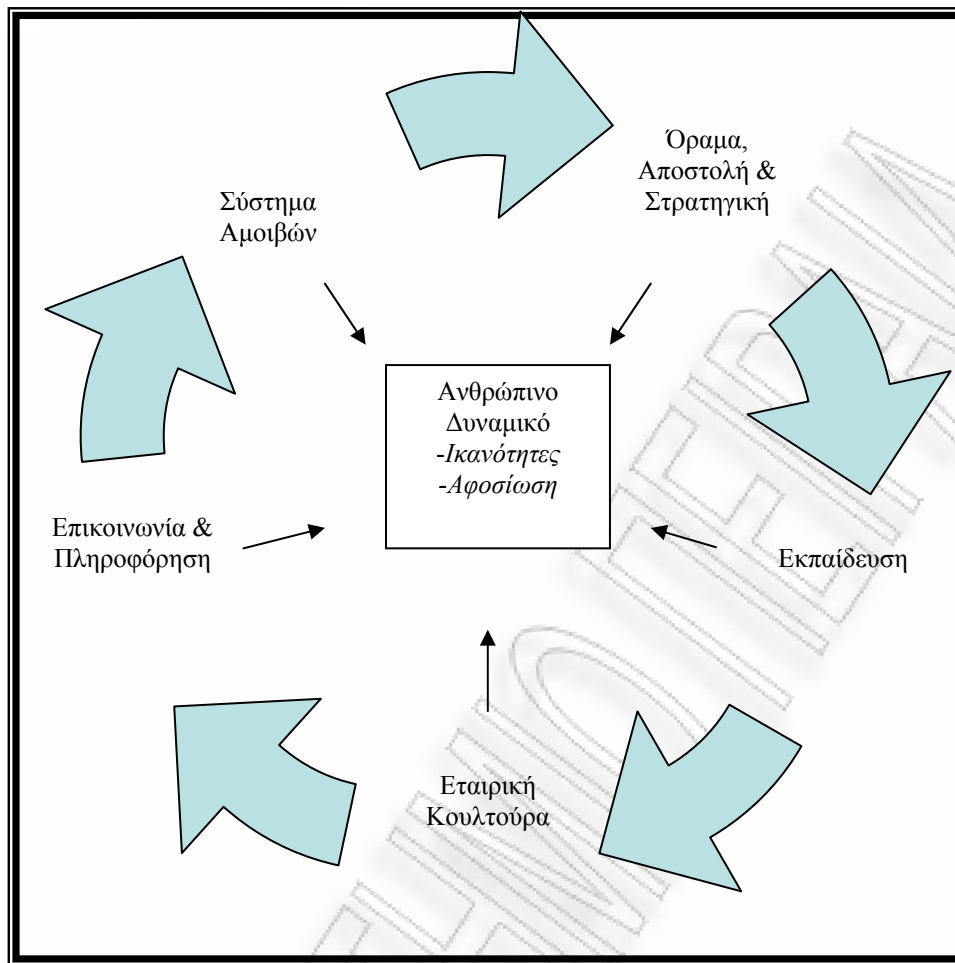 Όραμα,
Αποστολή &
Στρατηγική
Σύστημα
Αμοιβών
Ανθρώπινο
Δυναμικό
-Ικανότητες
-Αφοσίωση
Επικοινωνία &
Πληροφόρηση
Εκπαίδευση
Εταιρική
Κουλτούρα